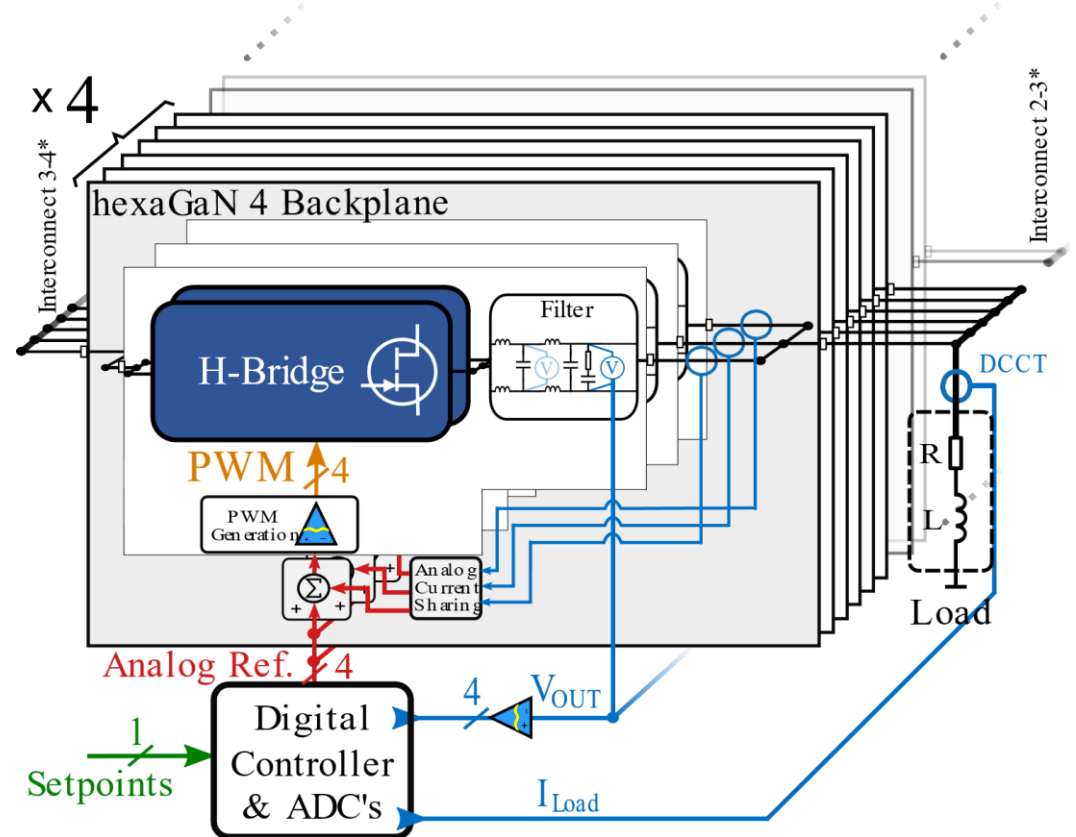 x 4
Interconnect 3-4*
Interconnect 2-3*
hexaGaN 4 Backplane
H-Bridge
Filter
V
V
DCCT
R
L
Load
PWM
4
PWM
Generation
Σ
+
+
+
Analog
Current
Sharing
Analog Ref.
4
4
VOUT
Digital
Controller
& ADC's
1
Setpoints
ILoad